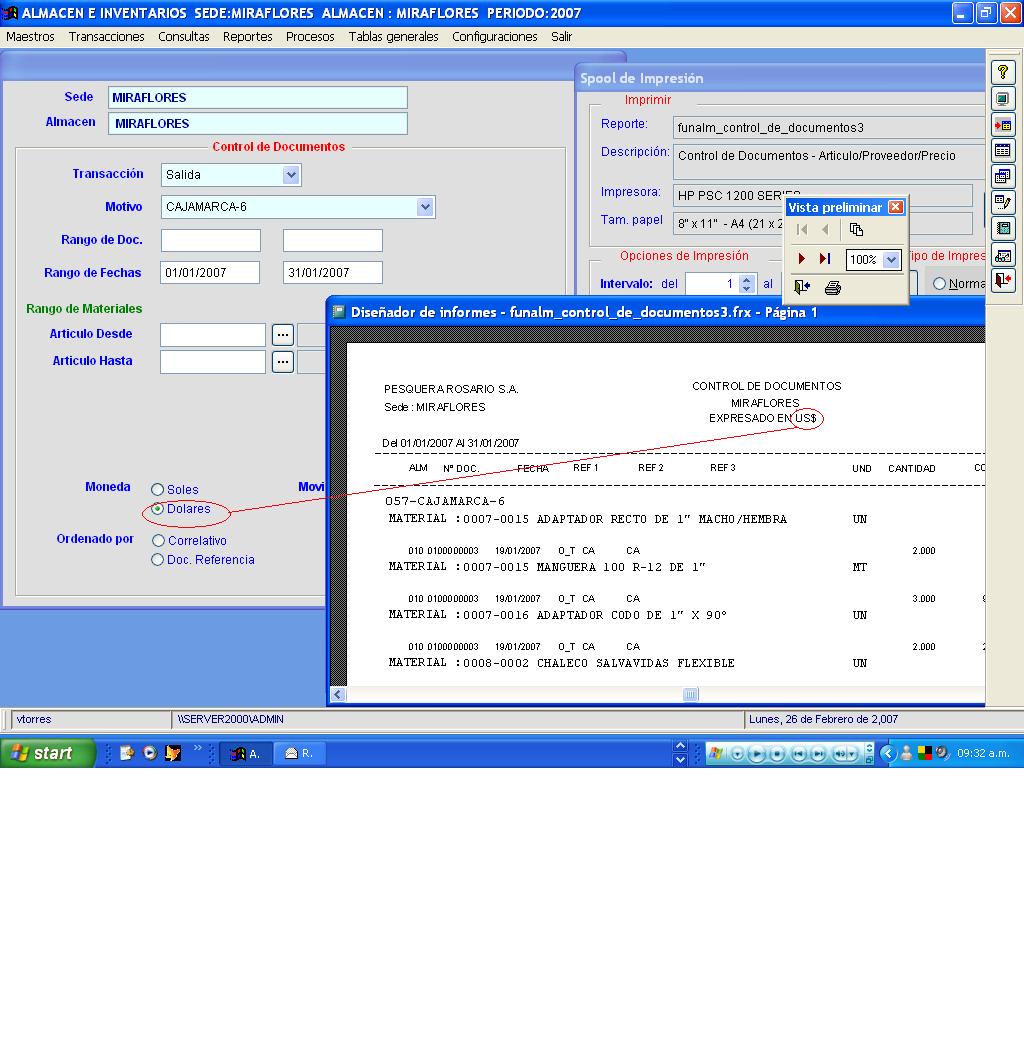 ALMACEN E INVENTARIOS SEDE:MIRAFLORES ALMACEN : MIRAFLORES PERIODO:2007
Maestros Transacciones Consultas Reportes Procesos Tablas generales Configuraciones Salir
Sede MIRAFLORES
Almacen MIRAFLORES
Control de Documentos
Transacción Salida
Motivo CAJAMARCA-6
Rango de Doc.
Rango de Fechas 01/01/2007 31/01/2007
Rango de Materiales
Articulo Desde ...
Articulo Hasta ...
Moneda Soles Movi
Dolares
Ordenado por Correlativo
Doc. Referencia
Spool de Impresión
Imprimir
Reporte: funalm_control_de_documentos3
Descripción: Control de Documentos - Articulo/Proveedor/Precio
Impresora: HP PSC 1200 SERIES
Tam. papel 8" x 11" - A4 (21 x 2
Opciones de Impresión Tipo de Impres
Intervalo: del 1 al Norma
Vista preliminar
100%
Diseñador de informes - funalm_control_de_documentos3.frx - Página 1
PESQUERA ROSARIO S.A. CONTROL DE DOCUMENTOS
Sede : MIRAFLORES MIRAFLORES
EXPRESADO EN US$
Del 01/01/2007 Al 31/01/2007
ALM Nº DOC. FECHA REF 1 REF 2 REF 3 UND CANTIDAD CO
057-CAJAMARCA-6
MATERIAL :0007-0015 ADAPTADOR RECTO DE 1" MACHO/HEMBRA UN
010 0100000003 19/01/2007 O_T CA CA 2.000
MATERIAL :0007-0015 MANGUERA 100 R-12 DE 1" MT
010 0100000003 19/01/2007 O_T CA CA 3.000
MATERIAL :0007-0016 ADAPTADOR CODO DE 1" X 90° UN
010 0100000003 19/01/2007 O_T CA CA 2.000
MATERIAL :0008-0002 CHALECO SALVAVIDAS FLEXIBLE UN
vtorres \\SERVER2000\ADMIN Lunes, 26 de Febrero de 2,007
start A. R. 09:32 a.m.